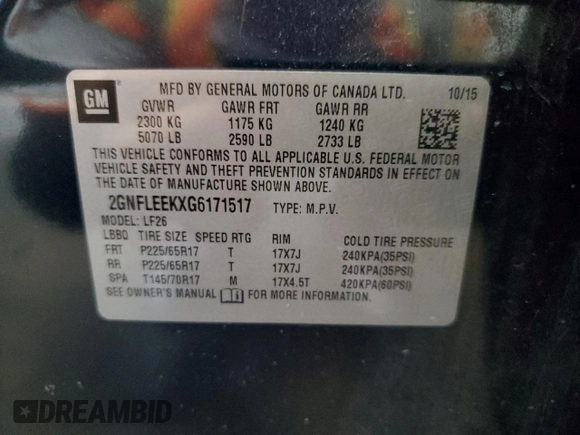 GM
MFD BY GENERAL MOTORS OF CANADA LTD. 10/15
GVWR GAWR FRT GAWR RR
2300 KG 1175 KG 1240 KG
5070 LB 2590 LB 2733 LB
THIS VEHICLE CONFORMS TO ALL APPLICABLE U.S. FEDERAL MOTOR
VEHICLE SAFETY AND THEFT PREVENTION STANDARDS IN EFFECT ON
THE DATE OF MANUFACTURE SHOWN ABOVE.
2GNFLEEKXG6171517 TYPE: M.P.V.
MODEL: LF26
LBBQ TIRE SIZE SPEED RTG RIM COLD TIRE PRESSURE
FRT P225/65R17 T 17X7J 240KPA(35PSI)
RR P225/65R17 T 17X7J 240KPA(35PSI)
SPA T145/70R17 M 17X4.5T 420KPA(60PSI)
SEE OWNER'S MANUAL FOR MORE INFORMATION.
DREAMBID